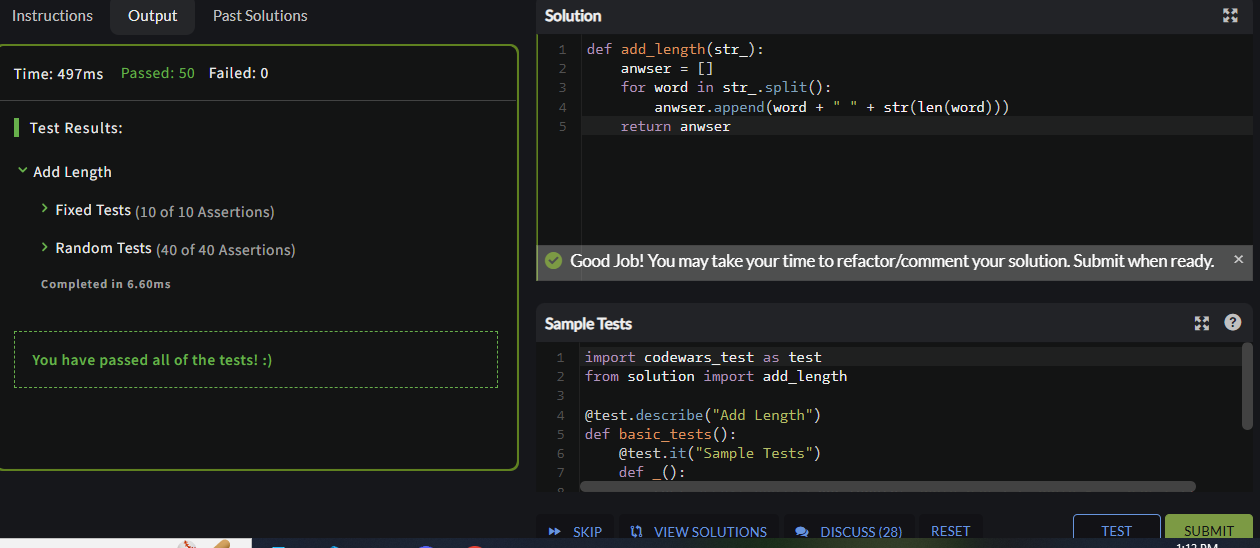 Instructions Output Past Solutions
Time: 497ms Passed: 50 Failed: 0
Test Results:
Add Length
Fixed Tests (10 of 10 Assertions)
Random Tests (40 of 40 Assertions)
Completed in 6.60ms
You have passed all of the tests! :)
Solution
1 def add_length(str_):
2 anwser = []
3 for word in str_.split():
4 anwser.append(word + " " + str(len(word)))
5 return anwser
Good Job! You may take your time to refactor/comment your solution. Submit when ready.
Sample Tests
1 import codewars_test as test
2 from solution import add_length
3
4 @test.describe("Add Length")
5 def basic_tests():
6 @test.it("Sample Tests")
7 def _():
SKIP VIEW SOLUTIONS DISCUSS (28) RESET TEST SUBMIT